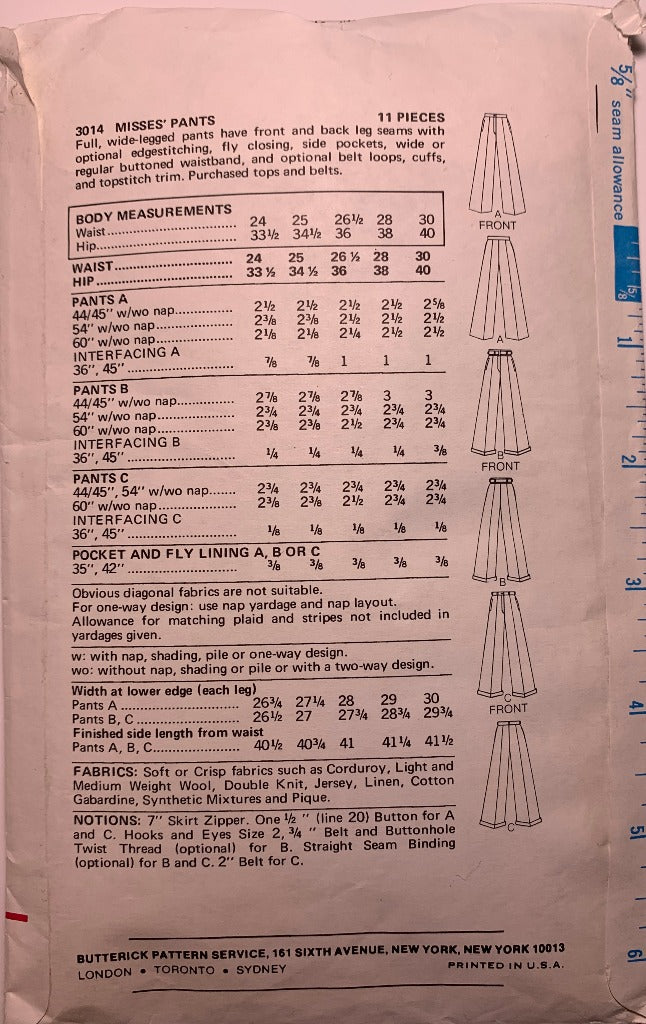 3014 MISSES' PANTS 11 PIECES
Full, wide-legged pants have front and back leg seams with
optional edgestitching, fly closing, side pockets, wide or
regular buttoned waistband, and optional belt loops, cuffs,
and topstitch trim. Purchased tops and belts.
BODY MEASUREMENTS
Waist 24 25 26½ 28 30
Hip 33½ 34½ 36 38 40
WAIST 24 25 26 ½ 28 30
HIP 33 ½ 34 ½ 36 38 40
PANTS A
44/45" w/wo nap 2½ 2½ 2½ 2½ 2⅝
54" w/wo nap 2⅜ 2⅜ 2½ 2½ 2½
60" w/wo nap 2⅛ 2⅛ 2¼ 2½ 2½
INTERFACING A
36", 45" ⅞ ⅞ 1 1 1
PANTS B
44/45" w/wo nap 2⅞ 2⅞ 2⅞ 3 3
54" w/wo nap 2¾ 2¾ 2¾ 2¾ 2¾
60" w/wo nap 2⅜ 2⅜ 2½ 2¾ 2¾
INTERFACING B
36", 45" ¼ ¼ ¼ ¼ ⅜
PANTS C
44/45", 54" w/wo nap 2¾ 2¾ 2¾ 2¾ 2¾
60" w/wo nap 2⅜ 2⅜ 2½ 2¾ 2¾
INTERFACING C
36", 45" ⅛ ⅛ ⅛ ⅛ ⅛
POCKET AND FLY LINING A, B OR C
35", 42" ⅜ ⅜ ⅜ ⅜ ⅜
Obvious diagonal fabrics are not suitable.
For one-way design: use nap yardage and nap layout.
Allowance for matching plaid and stripes not included in
yardages given.
w: with nap, shading, pile or one-way design.
wo: without nap, shading or pile or with a two-way design.
Width at lower edge (each leg)
Pants A 26¾ 27¼ 28 29 30
Pants B, C 26½ 27 27¾ 28¾ 29¾
Finished side length from waist
Pants A, B, C 40½ 40¾ 41 41¼ 41½
FABRICS: Soft or Crisp fabrics such as Corduroy, Light and
Medium Weight Wool, Double Knit, Jersey, Linen, Cotton
Gabardine, Synthetic Mixtures and Pique.
NOTIONS: 7" Skirt Zipper. One ½ " (line 20) Button for A
and C. Hooks and Eyes Size 2, ¾ " Belt and Buttonhole
Twist Thread (optional) for B. Straight Seam Binding
(optional) for B and C. 2" Belt for C.
BUTTERICK PATTERN SERVICE, 161 SIXTH AVENUE, NEW YORK, NEW YORK 10013
LONDON • TORONTO • SYDNEY PRINTED IN U.S.A.
A
FRONT
A
B
FRONT
B
C
FRONT
C
⅝" seam allowance
⅝"
1
2
3
4
5
6